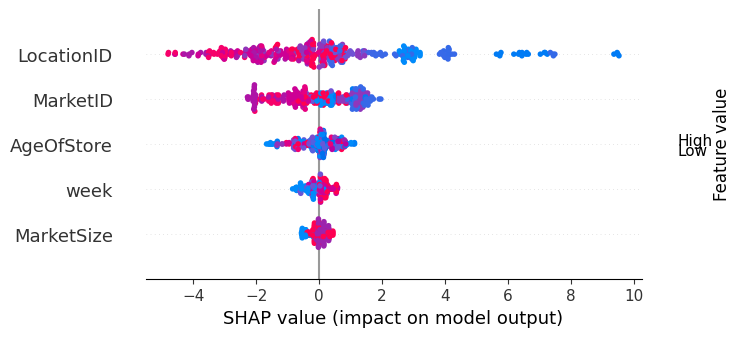 LocationID
MarketID
AgeOfStore
week
MarketSize
−4 −2 0 2 4 6 8 10
SHAP value (impact on model output)
High
Low
Feature value